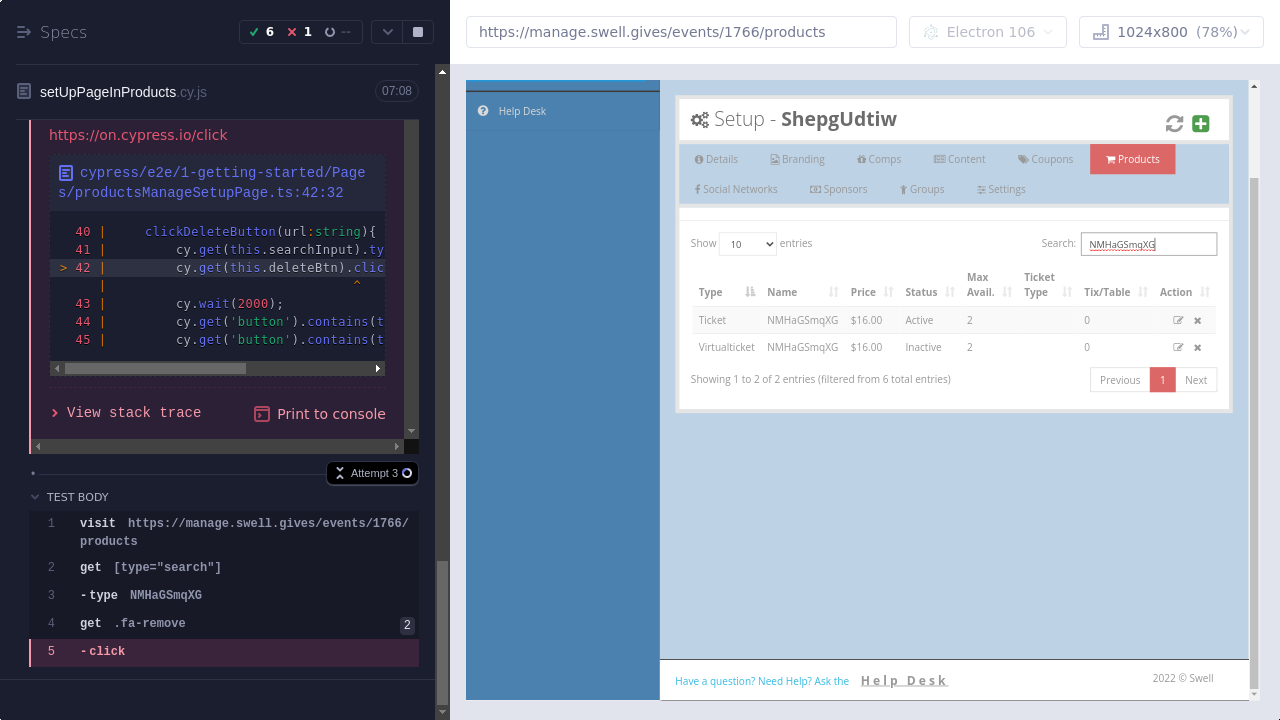 Specs
6
1
--
https://manage.swell.gives/events/1766/products
Electron 106
1024x800 (78%)
setUpPageInProducts.cy.js
07:08
https://on.cypress.io/click
cypress/e2e/1-getting-started/Page
s/productsManageSetupPage.ts:42:32
40 | clickDeleteButton(url:string){
41 | cy.get(this.searchInput).ty
> 42 | cy.get(this.deleteBtn).clic
| ^
43 | cy.wait(2000);
44 | cy.get('button').contains(t
45 | cy.get('button').contains(t
View stack trace
Print to console
Attempt 3
TEST BODY
1 visit https://manage.swell.gives/events/1766/
products
2 get [type="search"]
3 -type NMHaGSmqXG
4 get .fa-remove 2
5 -click
Help Desk
Setup - ShepgUdtiw
Details
Branding
Comps
Content
Coupons
Products
Social Networks
Sponsors
Groups
Settings
Show 10 entries
Search: NMHaGSmqXG
Type Name Price Status Max Avail. Ticket Type Tix/Table Action
Ticket NMHaGSmqXG $16.00 Active 2 0
Virtualticket NMHaGSmqXG $16.00 Inactive 2 0
Showing 1 to 2 of 2 entries (filtered from 6 total entries)
Previous 1 Next
Have a question? Need Help? Ask the Help Desk
2022 © Swell